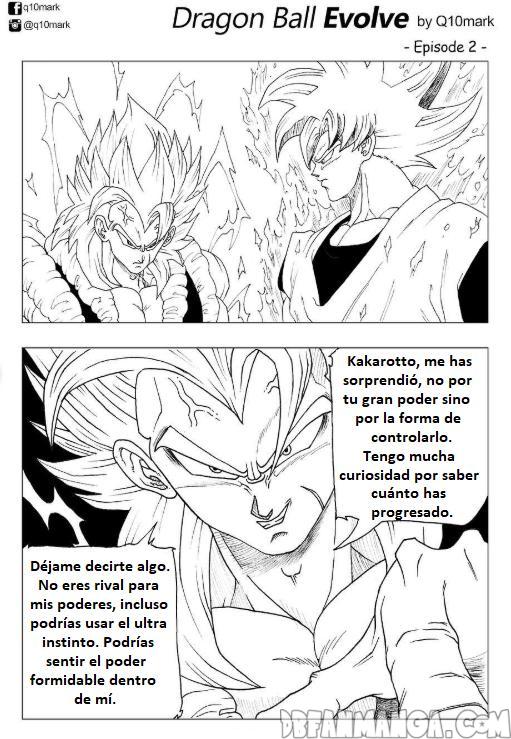 q10mark
@q10mark
Dragon Ball Evolve by Q10mark
- Episode 2 -
Kakarotto, me has
sorprendió, no por
tu gran poder sino
por la forma de
controlarlo.
Tengo mucha
curiosidad por saber
cuánto has
progresado.
Déjame decirte algo.
No eres rival para
mis poderes, incluso
podrías usar el ultra
instinto. Podrías
sentir el poder
formidable dentro
de mí.
DBFANMANGA.COM